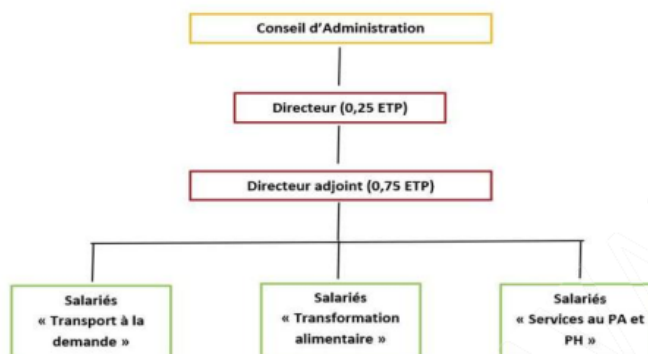 Conseil d'Administration
Directeur (0,25 ETP)
Directeur adjoint (0,75 ETP)
Salariés
« Transport à la
demande »
Salariés
« Transformation
alimentaire »
Salariés
« Services au PA et
PH »